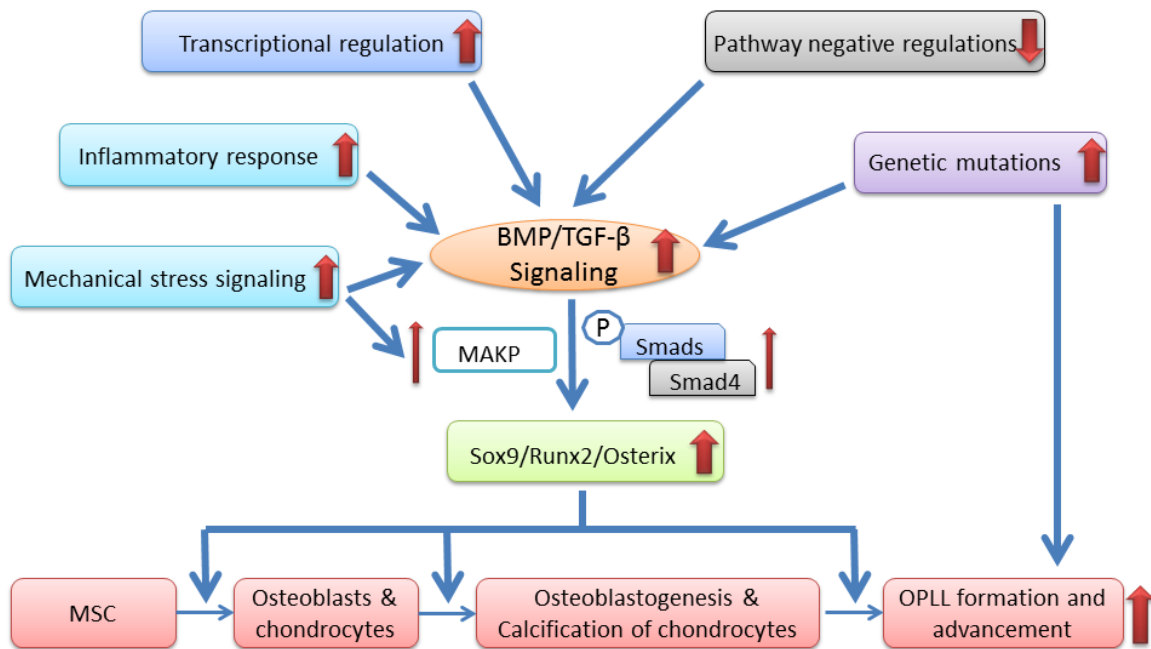 Transcriptional regulation
Pathway negative regulations
Inflammatory response
Genetic mutations
BMP/TGF-β
Signaling
Mechanical stress signaling
P
MAKP
Smads
Smad4
Sox9/Runx2/Osterix
MSC
Osteoblasts &
chondrocytes
Osteoblastogenesis &
Calcification of chondrocytes
OPLL formation and
advancement